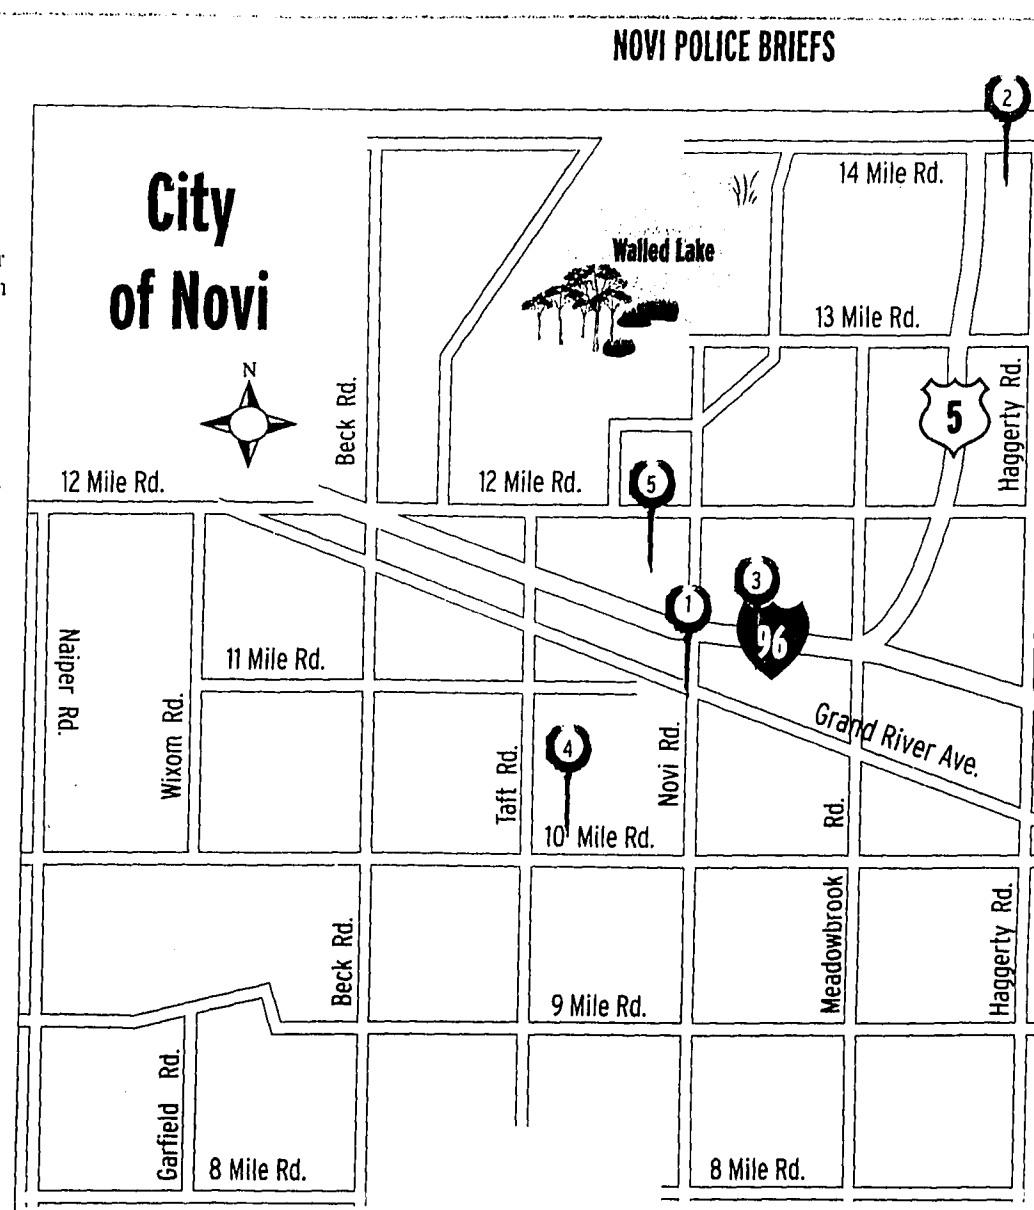 NOVI POLICE BRIEFS
2
City
of Novi
14 Mile Rd.
Walled Lake
13 Mile Rd.
N
Beck Rd.
5
Haggerty Rd.
12 Mile Rd.
12 Mile Rd.
5
3
1
96
Naiper Rd.
11 Mile Rd.
Wixom Rd.
Taft Rd.
4
Novi Rd.
Grand River Ave.
10 Mile Rd.
Meadowbrook Rd.
Beck Rd.
Haggerty Rd.
9 Mile Rd.
Garfield Rd.
8 Mile Rd.
8 Mile Rd.